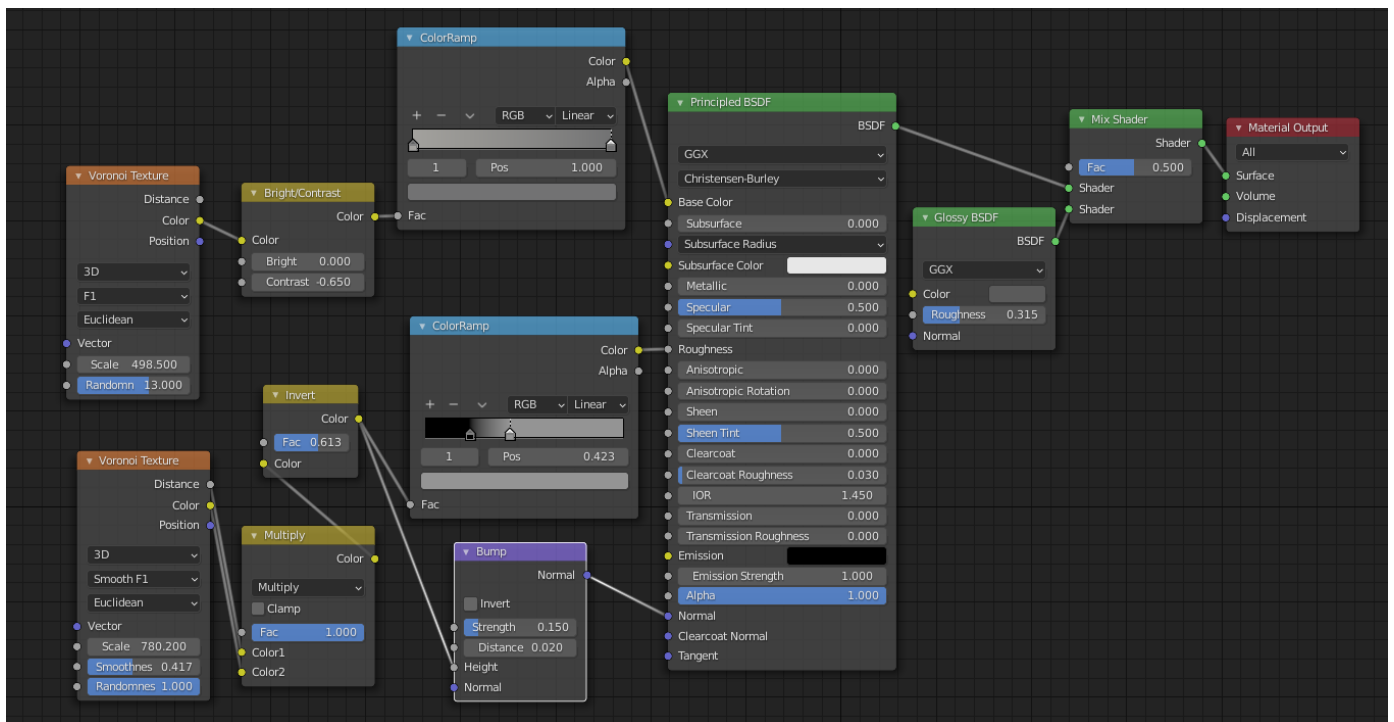 ColorRamp
Color
Alpha
+ − RGB Linear
1 Pos 1.000
Fac
Voronoi Texture
Distance
Color
Position
3D
F1
Euclidean
Vector
Scale 498.500
Randomn 13.000
Bright/Contrast
Color
Color
Bright 0.000
Contrast -0.650
ColorRamp
Color
Alpha
+ − RGB Linear
1 Pos 0.423
Fac
Invert
Color
Fac 0.613
Color
Voronoi Texture
Distance
Color
Position
3D
Smooth F1
Euclidean
Vector
Scale 780.200
Smoothnes 0.417
Randomnes 1.000
Multiply
Color
Multiply
Clamp
Fac 1.000
Color1
Color2
Bump
Normal
Invert
Strength 0.150
Distance 0.020
Height
Normal
Principled BSDF
BSDF
GGX
Christensen-Burley
Base Color
Subsurface 0.000
Subsurface Radius
Subsurface Color
Metallic 0.000
Specular 0.500
Specular Tint 0.000
Roughness
Anisotropic 0.000
Anisotropic Rotation 0.000
Sheen 0.000
Sheen Tint 0.500
Clearcoat 0.000
Clearcoat Roughness 0.030
IOR 1.450
Transmission 0.000
Transmission Roughness 0.000
Emission
Emission Strength 1.000
Alpha 1.000
Normal
Clearcoat Normal
Tangent
Glossy BSDF
BSDF
GGX
Color
Roughness 0.315
Normal
Mix Shader
Shader
Fac 0.500
Shader
Shader
Material Output
All
Surface
Volume
Displacement